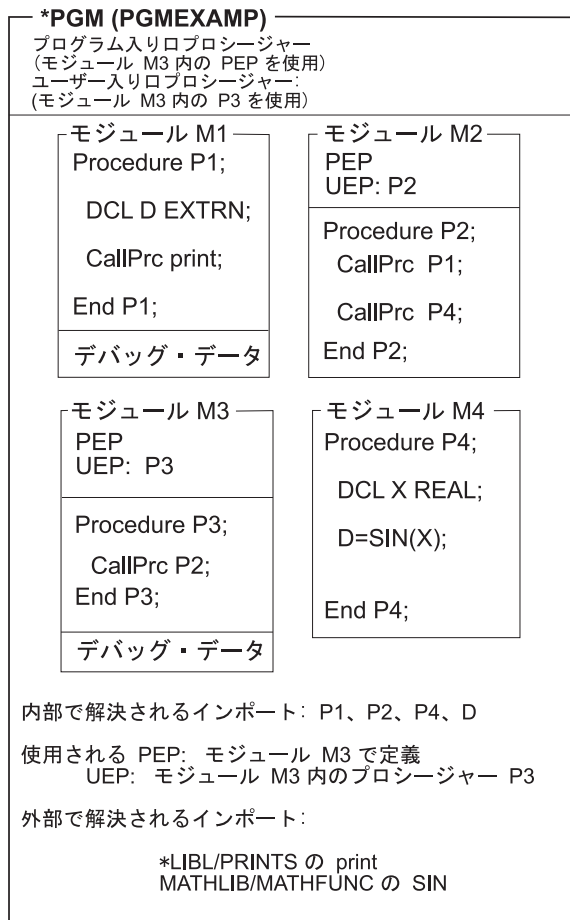 *PGM (PGMEXAMP)
プログラム入り口プロシージャー
(モジュール M3 内の PEP を使用)
ユーザー入り口プロシージャー:
(モジュール M3 内の P3 を使用)
モジュール M1
Procedure P1;
DCL D EXTRN;
CallPrc print;
End P1;
デバッグ・データ
モジュール M2
PEP
UEP: P2
Procedure P2;
CallPrc P1;
CallPrc P4;
End P2;
モジュール M3
PEP
UEP: P3
Procedure P3;
CallPrc P2;
End P3;
デバッグ・データ
モジュール M4
Procedure P4;
DCL X REAL;
D=SIN(X);
End P4;
内部で解決されるインポート: P1、P2、P4、D
使用される PEP: モジュール M3 で定義
UEP: モジュール M3 内のプロシージャー P3
外部で解決されるインポート:
*LIBL/PRINTS の print
MATHLIB/MATHFUNC の SIN